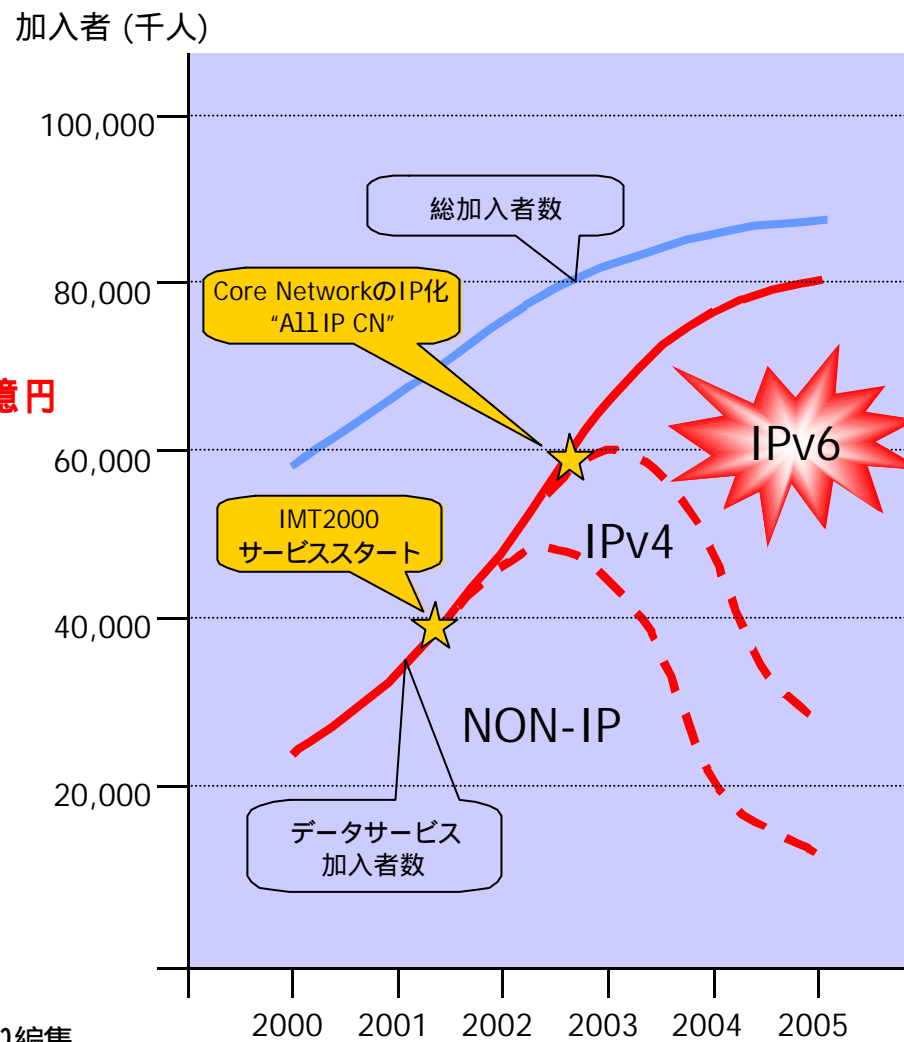 加入者 (千人)
100,000
総加入者数
80,000
Core NetworkのIP化
“All IP CN”
億円
IPv6
60,000
IMT2000
サービススタート
IPv4
40,000
NON-IP
20,000
データサービス
加入者数
2000 2001 2002 2003 2004 2005
編集